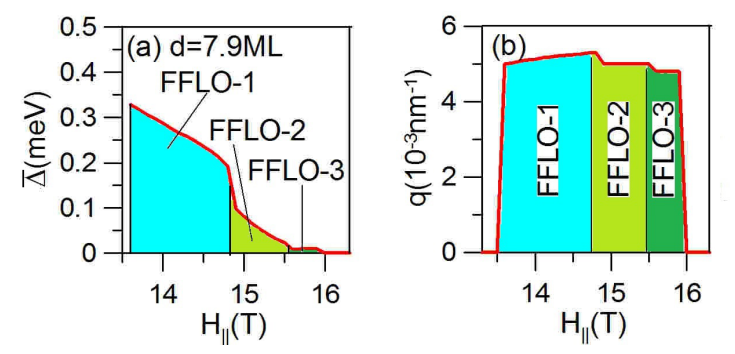 (a) d=7.9ML
FFLO-1
FFLO-2
FFLO-3
0.5
0.4
0.3
0.2
0.1
0
Δ̅(meV)
14
15
16
H||(T)
(b)
6
4
2
0
q(10⁻³nm⁻¹)
FFLO-1
FFLO-2
FFLO-3
14
15
16
H||(T)